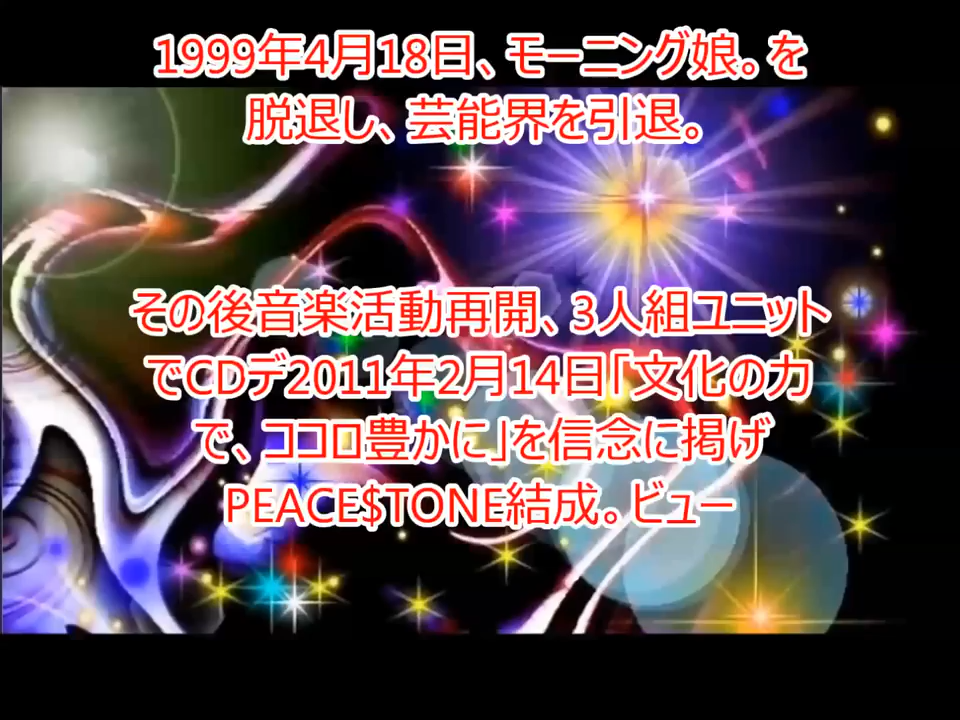 1999年4月18日、モーニング娘。を
脱退し、芸能界を引退。
その後音楽活動再開、3人組ユニット
でCDデ2011年2月14日「文化の力
で、ココロ豊かに」を信念に掲げ
PEACE$TONE結成。ビュー